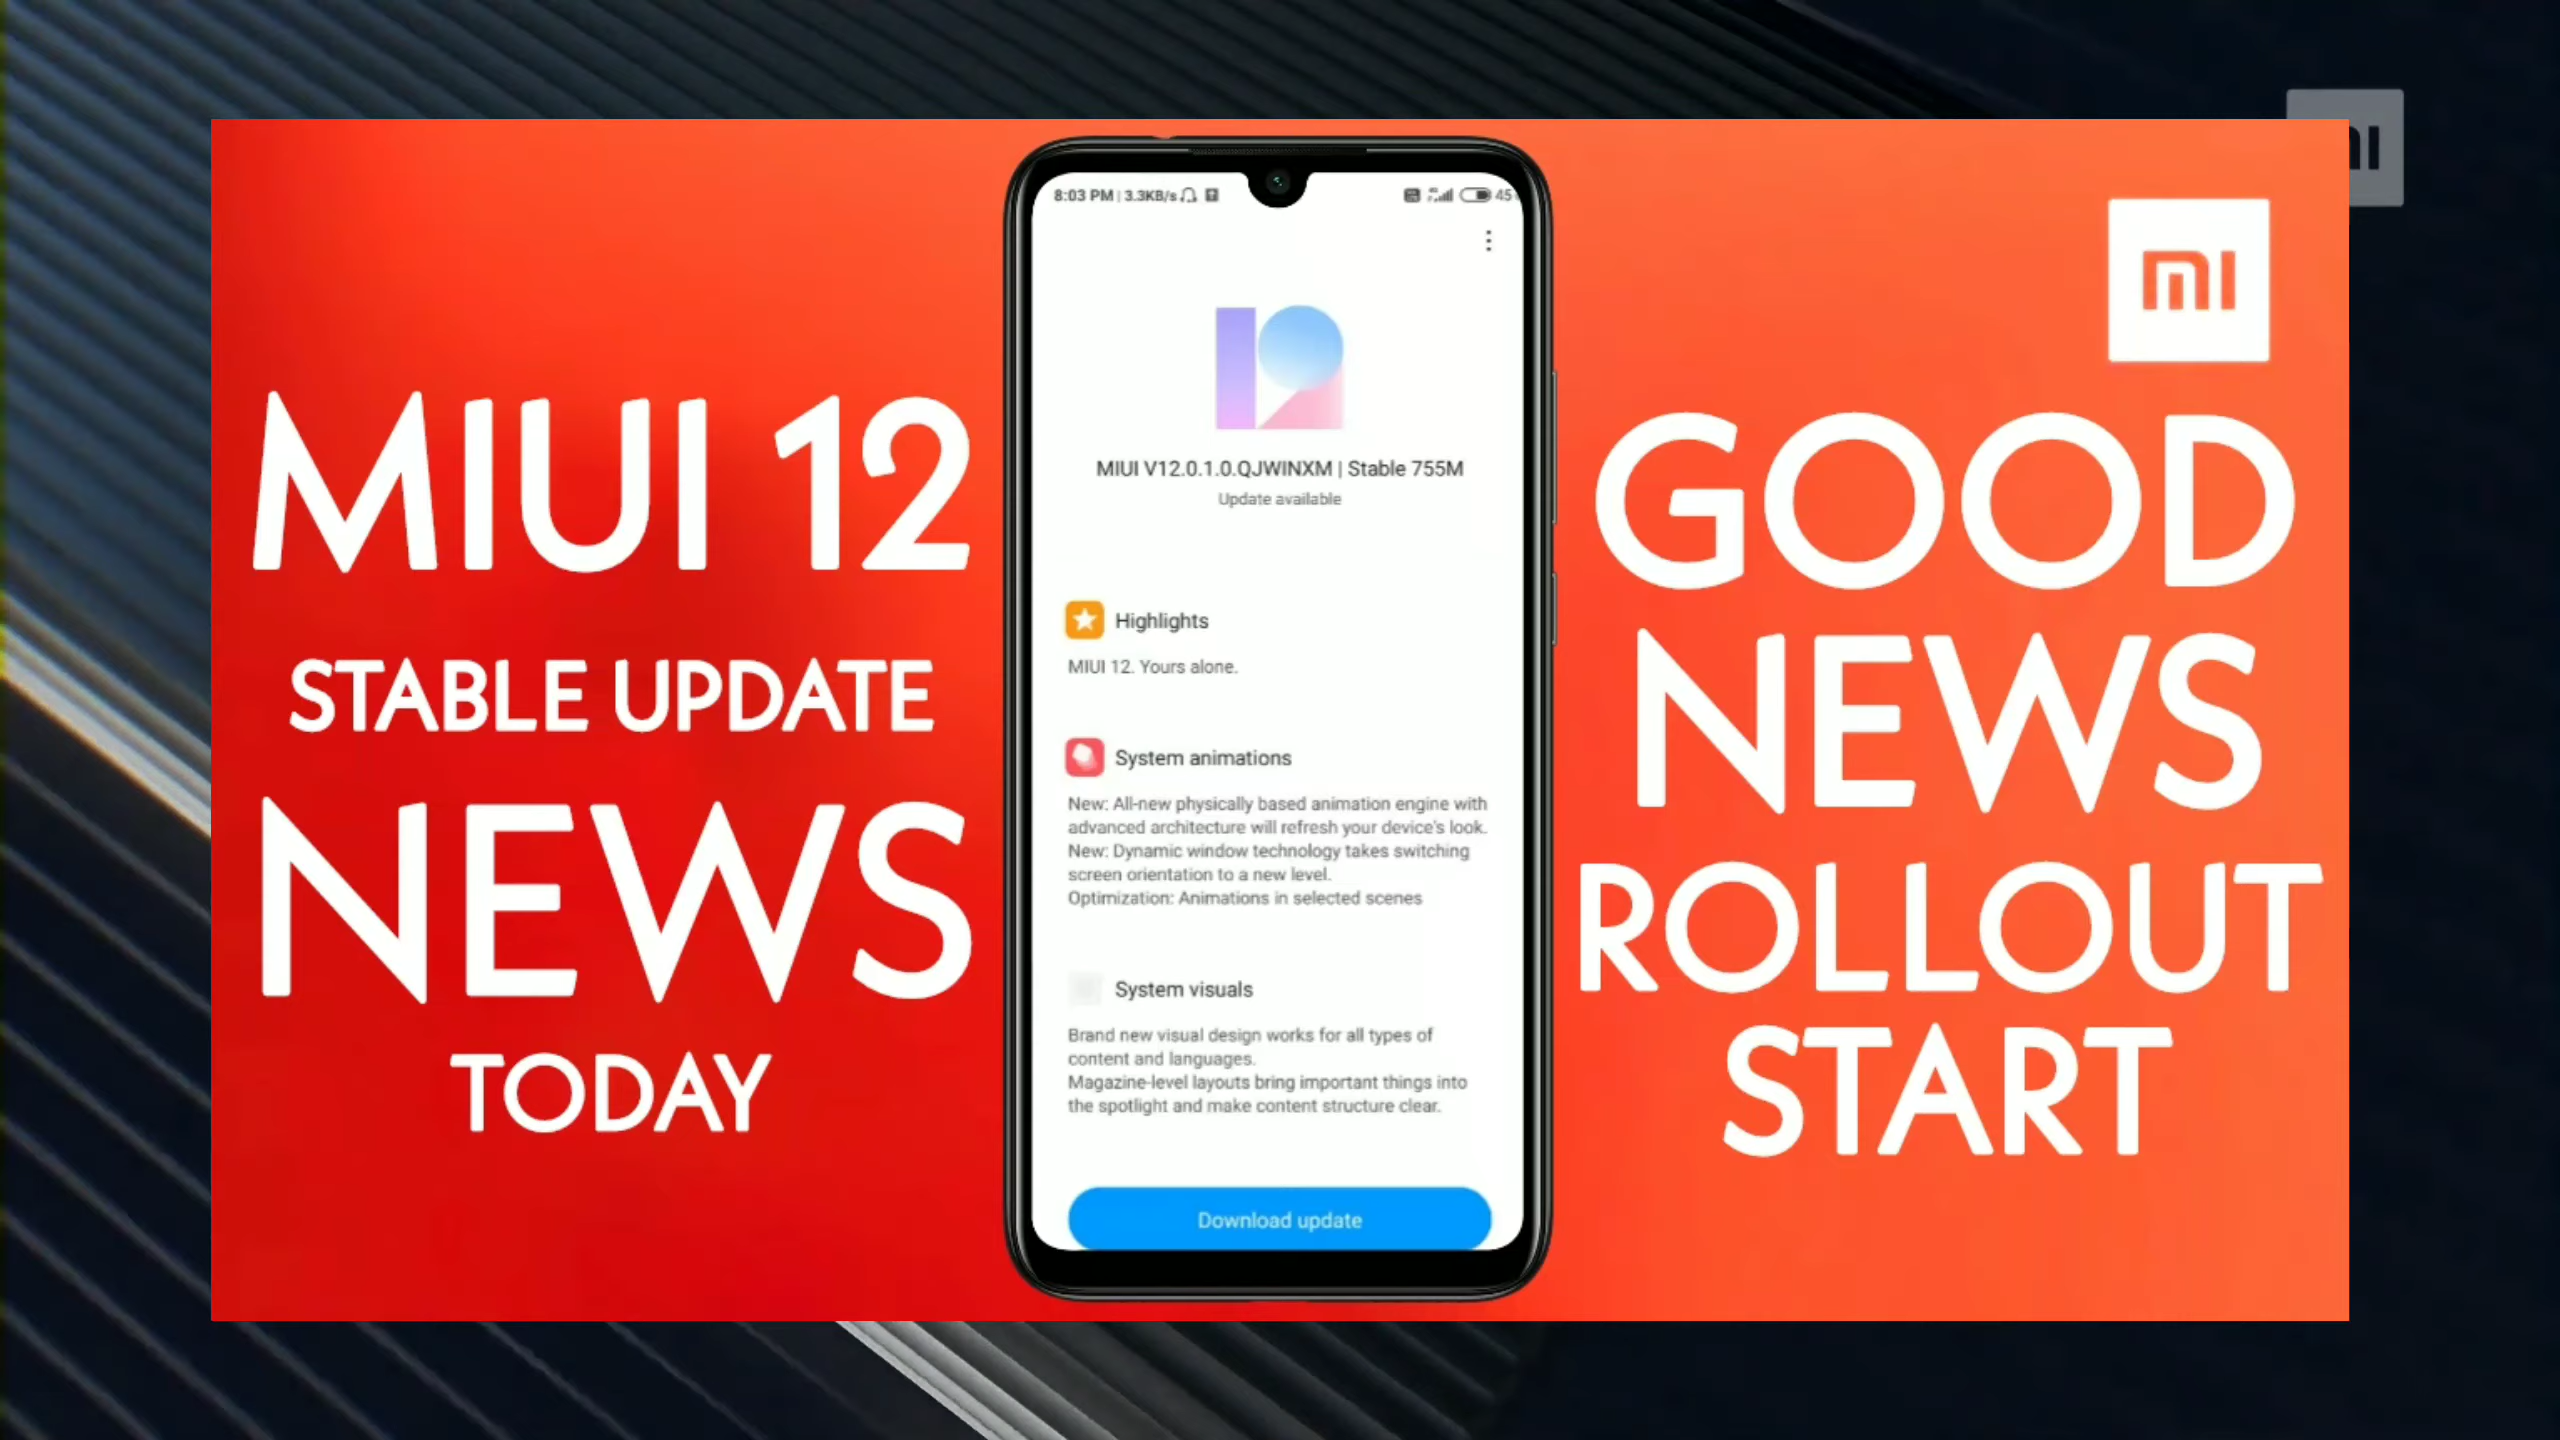 MIUI 12
STABLE UPDATE
NEWS
TODAY
8:03 PM | 3.3KB/s
45
MIUI V12.0.1.0.QJWINXM | Stable 755M
Update available
Highlights
MIUI 12. Yours alone.
System animations
New: All-new physically based animation engine with
advanced architecture will refresh your device's look.
New: Dynamic window technology takes switching
screen orientation to a new level.
Optimization: Animations in selected scenes
System visuals
Brand new visual design works for all types of
content and languages.
Magazine-level layouts bring important things into
the spotlight and make content structure clear.
Download update
mi
GOOD
NEWS
ROLLOUT
START